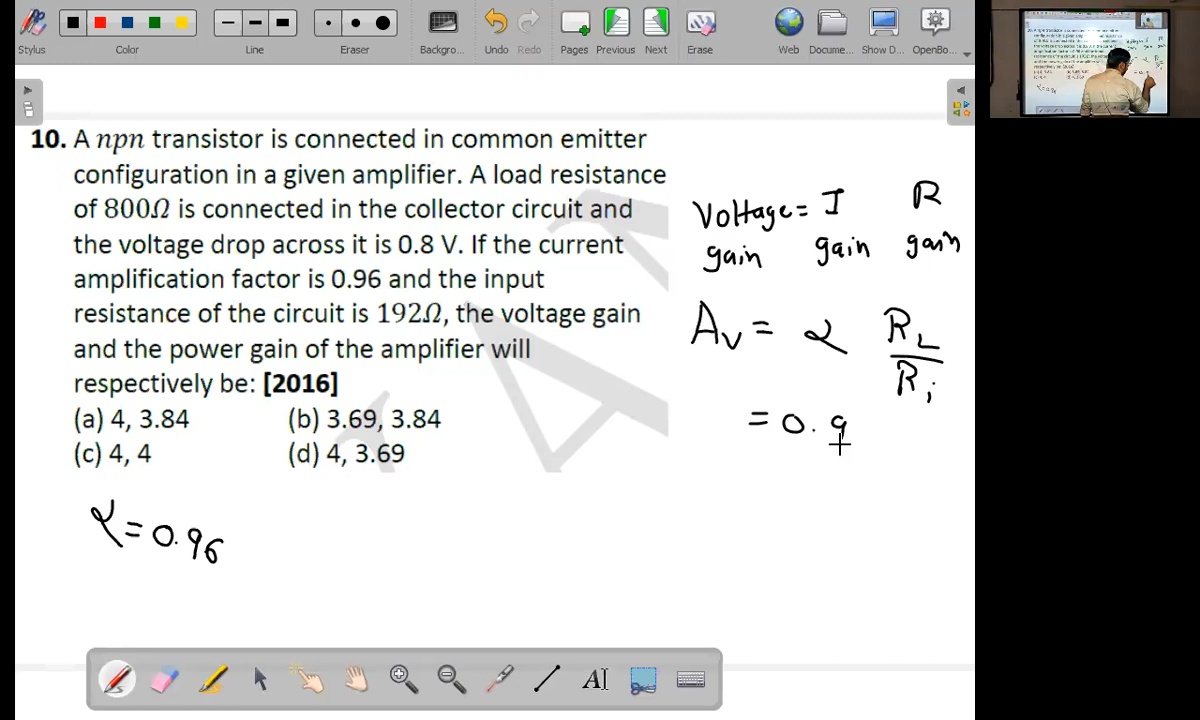 Stylus Color Line Eraser Backgro... Undo Redo Pages Previous Next Erase Web Docume... Show D... OpenBo...
10. A npn transistor is connected in common emitter
configuration in a given amplifier. A load resistance
of 800Ω is connected in the collector circuit and
the voltage drop across it is 0.8 V. If the current
amplification factor is 0.96 and the input
resistance of the circuit is 192Ω, the voltage gain
and the power gain of the amplifier will
respectively be: [2016]
(a) 4, 3.84 (b) 3.69, 3.84
(c) 4, 4 (d) 4, 3.69
α = 0.96
Voltage = I R
gain gain gain
Av = α RL/Ri
= 0.9
AI